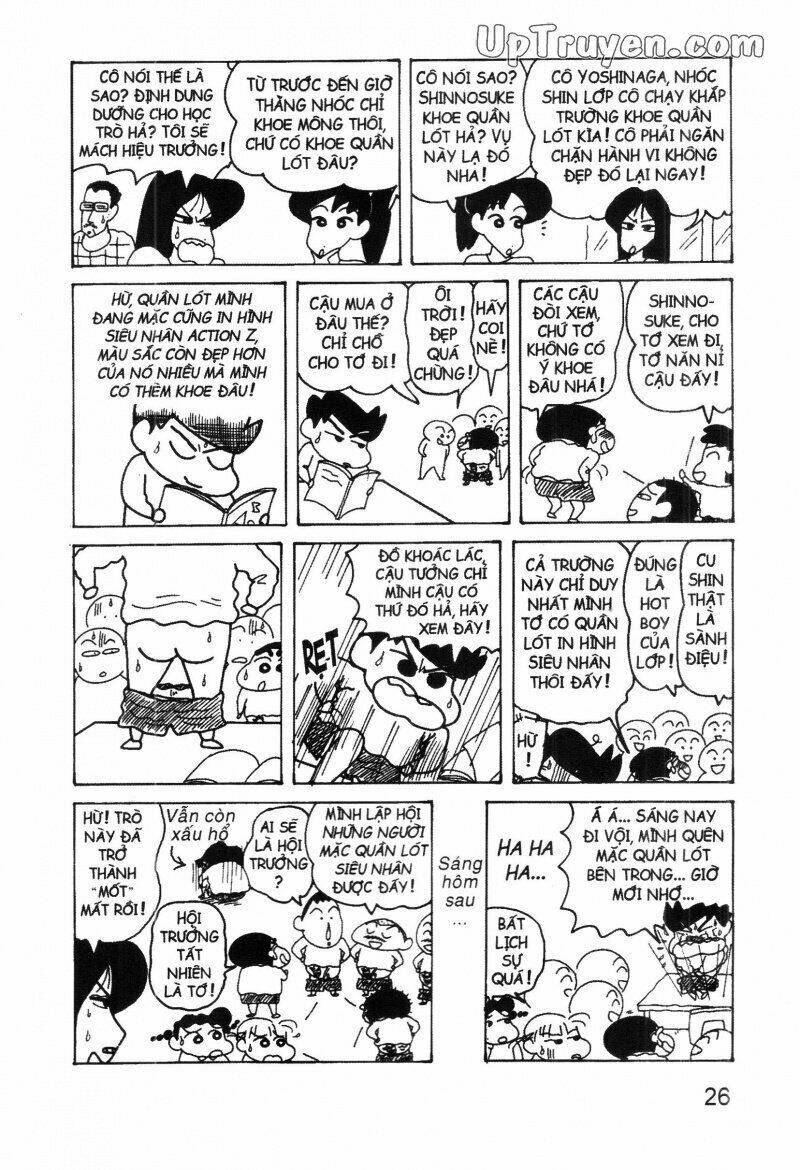 UpTruyen.com
CÔ YOSHINAGA, NHÓC
SHIN LỚP CÔ CHẠY KHẮP
TRƯỜNG KHOE QUẦN
LÓT KÌA! CÔ PHẢI NGĂN
CHẶN HÀNH VI KHÔNG
ĐẸP ĐÓ LẠI NGAY!
CÔ NÓI SAO?
SHINNOSUKE
KHOE QUẦN
LÓT HẢ? VỤ
NÀY LẠ ĐÓ
NHA!
TỪ TRƯỚC ĐẾN GIỜ
THẰNG NHÓC CHỈ
KHOE MÔNG THÔI,
CHỨ CÓ KHOE QUẦN
LÓT ĐÂU?
CÔ NÓI THẾ LÀ
SAO? ĐỊNH DUNG
DƯỠNG CHO HỌC
TRÒ HẢ? TÔI SẼ
MÁCH HIỆU TRƯỞNG!
SHINNO-
SUKE, CHO
TỚ XEM ĐI,
TỚ NĂN NỈ
CẬU ĐẤY!
CÁC CẬU
ĐÒI XEM,
CHỨ TỚ
KHÔNG CÓ
Ý KHOE
ĐÂU NHÁ!
HÃY
COI
NÈ!
ÔI
TRỜI!
ĐẸP
QUÁ
CHỪNG!
CẬU MUA Ở
ĐÂU THẾ?
CHỈ CHỖ
CHO TỚ ĐI!
HỪ, QUẦN LÓT MÌNH
ĐANG MẶC CŨNG IN HÌNH
SIÊU NHÂN ACTION Z,
MÀU SẮC CÒN ĐẸP HƠN
CỦA NÓ NHIỀU MÀ MÌNH
CÓ THÈM KHOE ĐÂU!
CU
SHIN
THẬT
LÀ
SÀNH
ĐIỆU!
ĐÚNG
LÀ
HOT
BOY
CỦA
LỚP!
CẢ TRƯỜNG
NÀY CHỈ DUY
NHẤT MÌNH
TỚ CÓ QUẦN
LÓT IN HÌNH
SIÊU NHÂN
THÔI ĐẤY!
HỪ!
ĐỒ KHOÁC LÁC,
CẬU TƯỞNG CHỈ
MÌNH CẬU CÓ
THỨ ĐÓ HẢ, HÃY
XEM ĐÂY!
RẸT
Á Á... SÁNG NAY
ĐI VỘI, MÌNH QUÊN
MẶC QUẦN LÓT
BÊN TRONG... GIỜ
MỚI NHỚ...
HA HA
HA...
BẤT
LỊCH
SỰ
QUÁ!
Sáng
hôm
sau
...
MÌNH LẬP HỘI
NHỮNG NGƯỜI
MẶC QUẦN LÓT
SIÊU NHÂN
ĐƯỢC ĐẤY!
AI SẼ
LÀ HỘI
TRƯỞNG
?
HỘI
TRƯỞNG
TẤT
NHIÊN
LÀ TỚ!
Vẫn còn
xấu hổ
HỪ! TRÒ
NÀY ĐÃ
TRỞ
THÀNH
"MỐT"
MẤT RỒI!
26